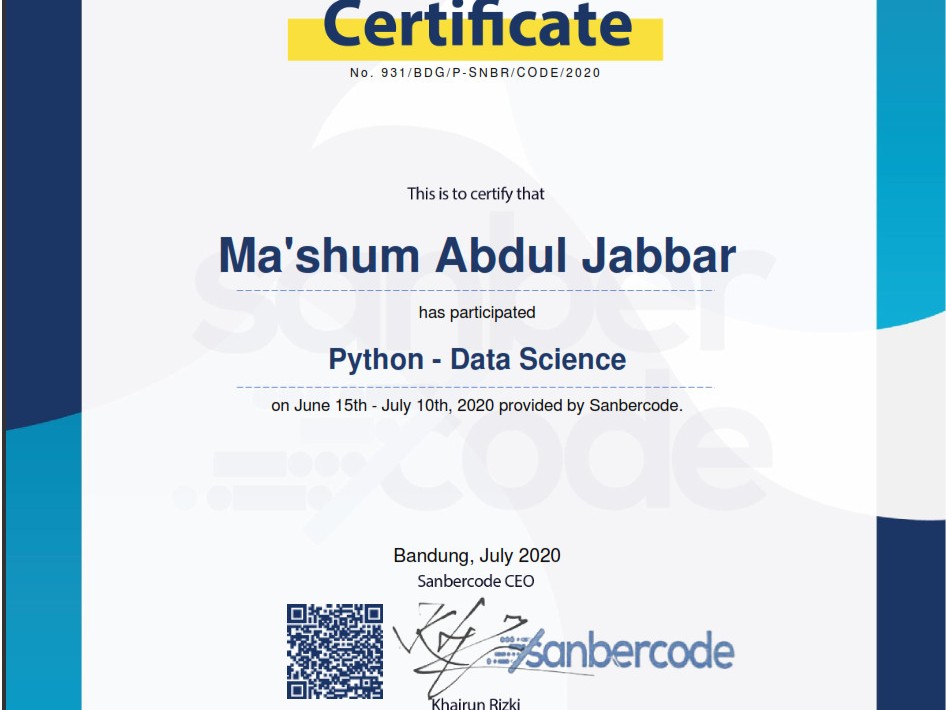 Certificate
No. 931/BDG/P-SNBR/CODE/2020
This is to certify that
Ma'shum Abdul Jabbar
has participated
Python - Data Science
on June 15th - July 10th, 2020 provided by Sanbercode.
sanber
code
Bandung, July 2020
Sanbercode CEO
sanbercode
Khairun Rizki